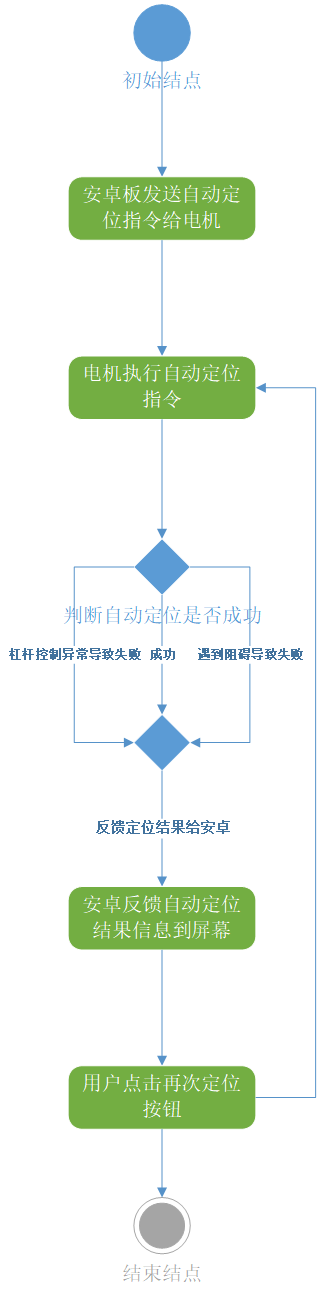 初始结点
安卓板发送自动定
位指令给电机
电机执行自动定位
指令
判断自动定位是否成功
杠杆控制异常导致失败 成功 遇到阻碍导致失败
反馈定位结果给安卓
安卓反馈自动定位
结果信息到屏幕
用户点击再次定位
按钮
结束结点